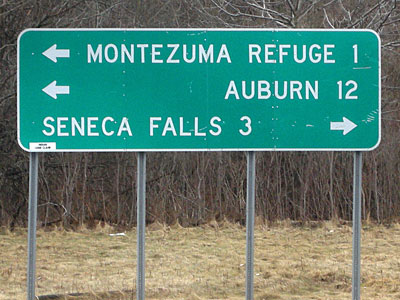 MONTEZUMA REFUGE 1
AUBURN 12
SENECA FALLS 3